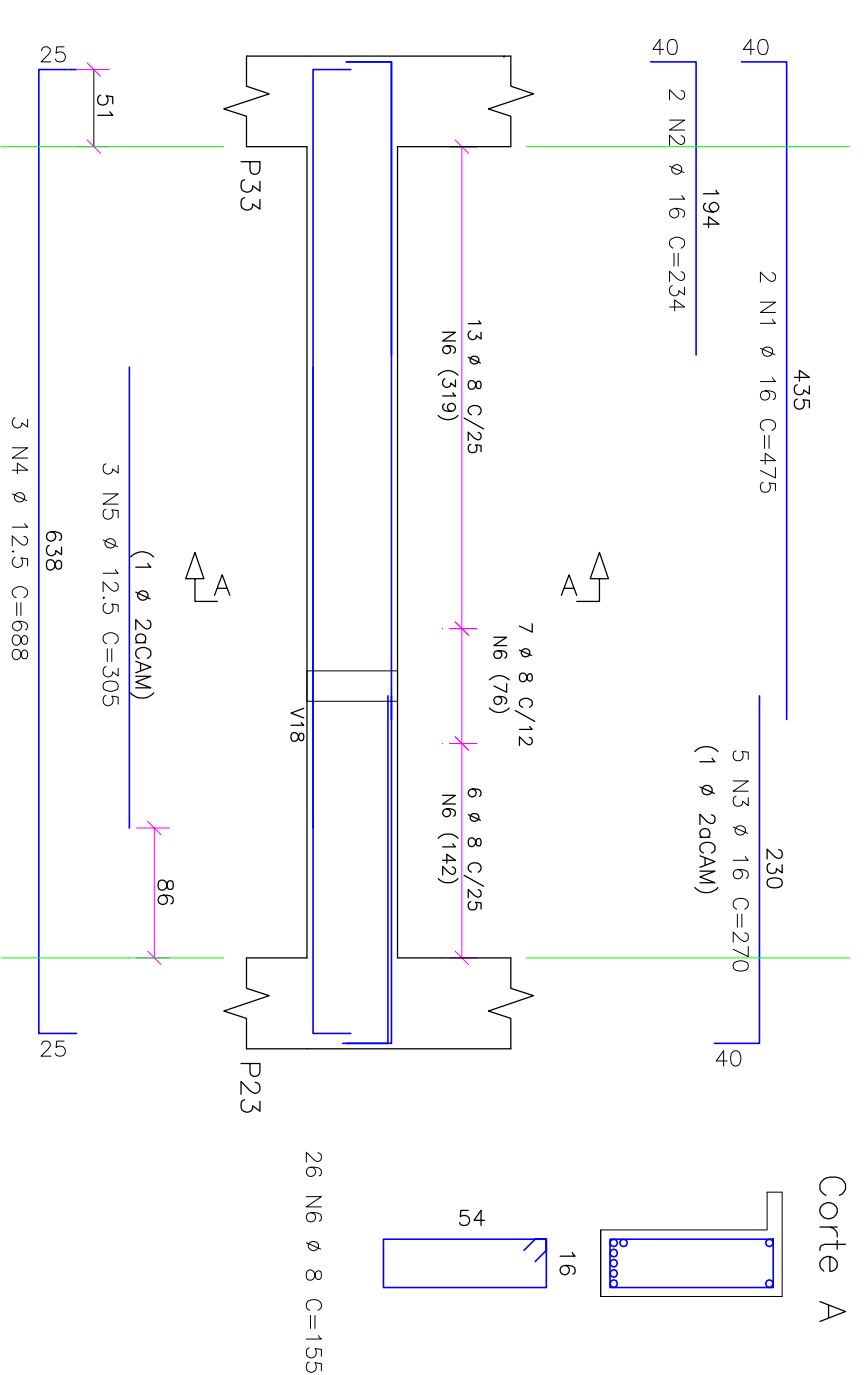 40
435
2 N1 ø 16 C=475
230
5 N3 ø 16 C=270
(1 ø 2aCAM)
40
40
194
2 N2 ø 16 C=234
A
7 ø 8 C/12
N6 (76)
13 ø 8 C/25
N6 (319)
6 ø 8 C/25
N6 (142)
V18
P33
P23
A
86
(1 ø 2aCAM)
3 N5 ø 12.5 C=305
51
25
638
25
3 N4 ø 12.5 C=688
Corte A
16
54
26 N6 ø 8 C=155